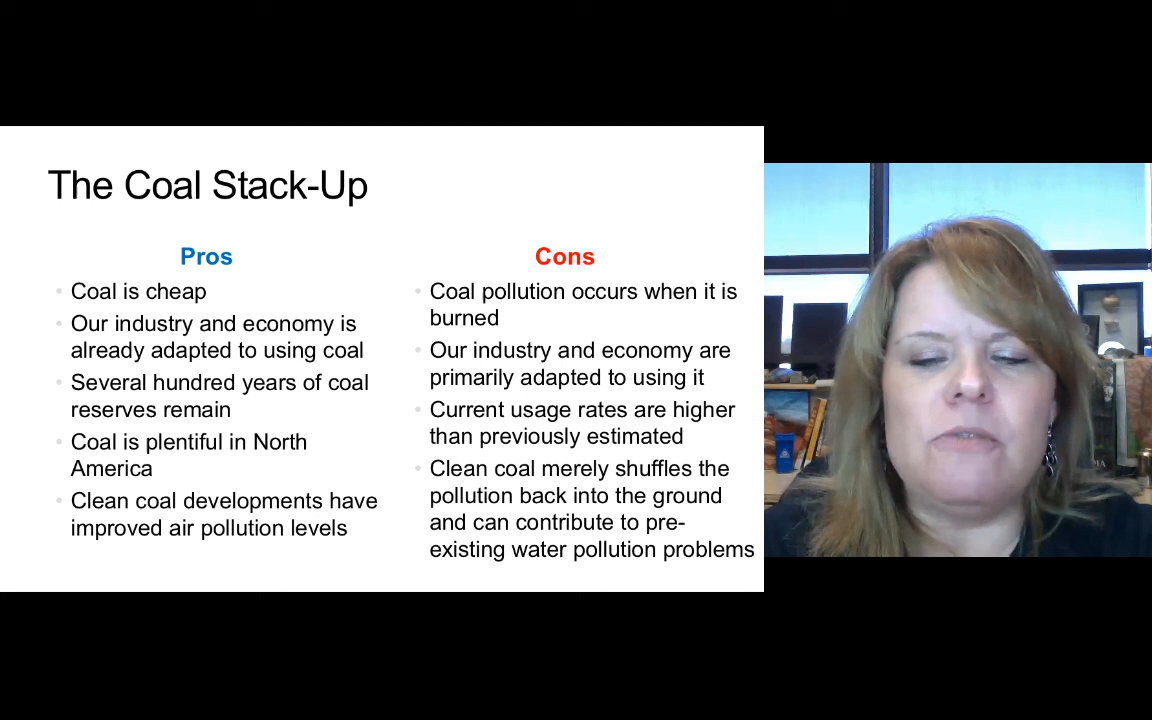 The Coal Stack-Up
Pros
Coal is cheap
Our industry and economy is
already adapted to using coal
Several hundred years of coal
reserves remain
Coal is plentiful in North
America
Clean coal developments have
improved air pollution levels
Cons
Coal pollution occurs when it is
burned
Our industry and economy are
primarily adapted to using it
Current usage rates are higher
than previously estimated
Clean coal merely shuffles the
pollution back into the ground
and can contribute to pre-
existing water pollution problems